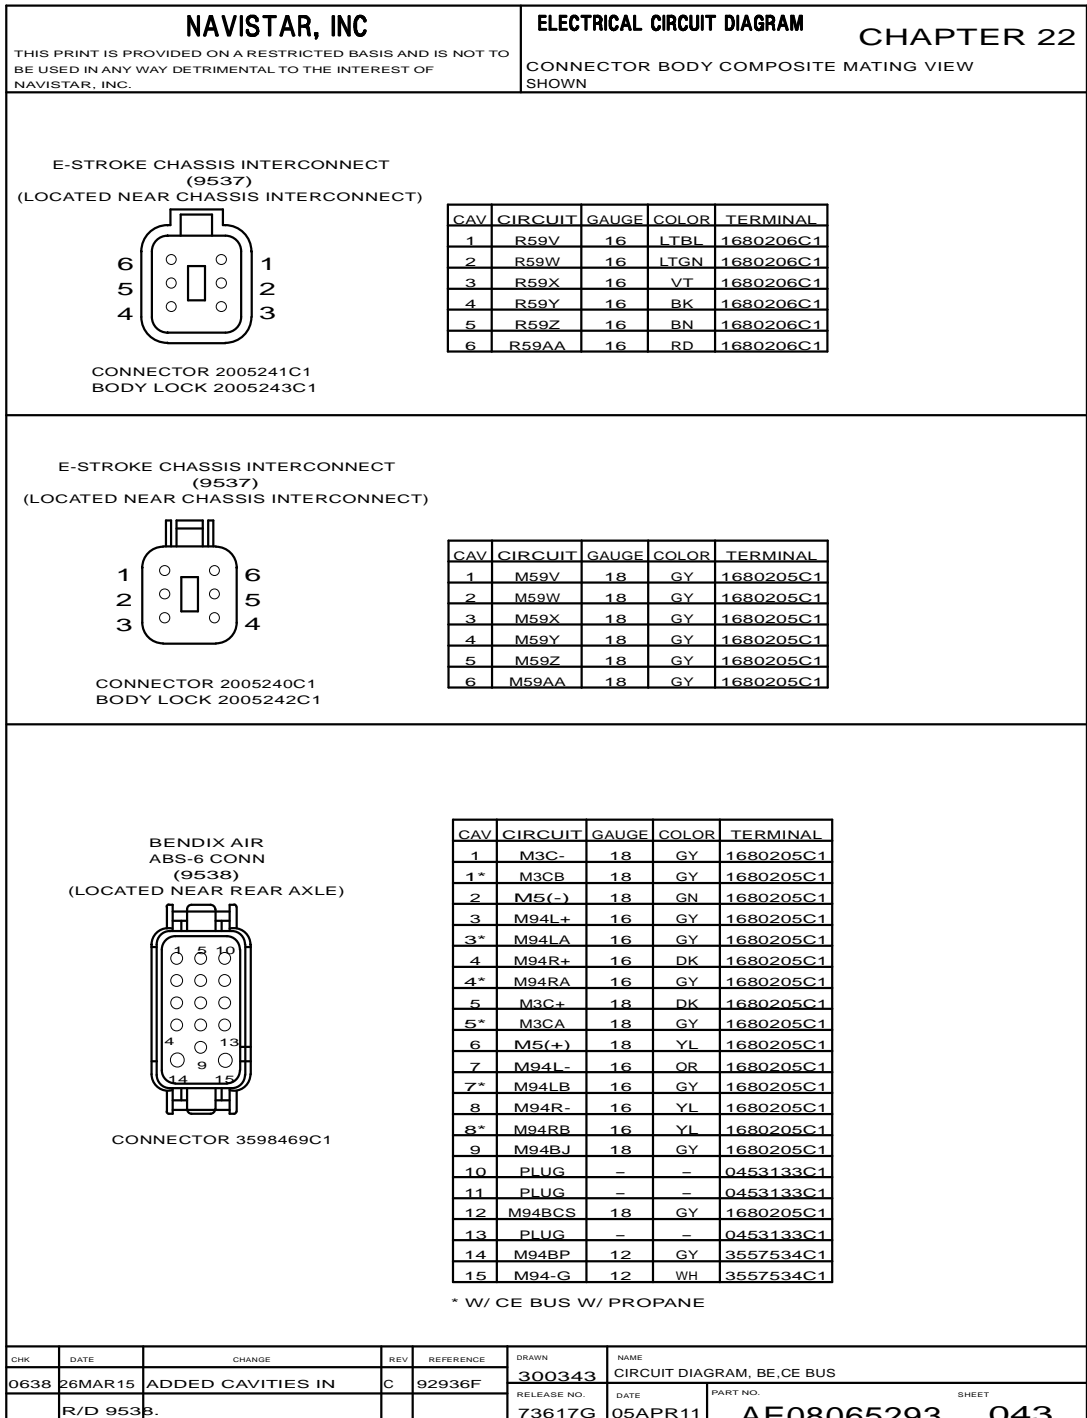 NAVISTAR, INC
THIS PRINT IS PROVIDED ON A RESTRICTED BASIS AND IS NOT TO
BE USED IN ANY WAY DETRIMENTAL TO THE INTEREST OF
NAVISTAR, INC.
ELECTRICAL CIRCUIT DIAGRAM
CHAPTER 22
CONNECTOR BODY COMPOSITE MATING VIEW
SHOWN
E-STROKE CHASSIS INTERCONNECT
(9537)
(LOCATED NEAR CHASSIS INTERCONNECT)
6 1
5 2
4 3
CONNECTOR 2005241C1
BODY LOCK 2005243C1
CAV CIRCUIT GAUGE COLOR TERMINAL
1 R59V 16 LTBL 1680206C1
2 R59W 16 LTGN 1680206C1
3 R59X 16 VT 1680206C1
4 R59Y 16 BK 1680206C1
5 R59Z 16 BN 1680206C1
6 R59AA 16 RD 1680206C1
E-STROKE CHASSIS INTERCONNECT
(9537)
(LOCATED NEAR CHASSIS INTERCONNECT)
1 6
2 5
3 4
CONNECTOR 2005240C1
BODY LOCK 2005242C1
CAV CIRCUIT GAUGE COLOR TERMINAL
1 M59V 18 GY 1680205C1
2 M59W 18 GY 1680205C1
3 M59X 18 GY 1680205C1
4 M59Y 18 GY 1680205C1
5 M59Z 18 GY 1680205C1
6 M59AA 18 GY 1680205C1
BENDIX AIR
ABS-6 CONN
(9538)
(LOCATED NEAR REAR AXLE)
1 5 10
4 13
9
14 15
CONNECTOR 3598469C1
CAV CIRCUIT GAUGE COLOR TERMINAL
1 M3C- 18 GY 1680205C1
1* M3CB 18 GY 1680205C1
2 M5(-) 18 GN 1680205C1
3 M94L+ 16 GY 1680205C1
3* M94LA 16 GY 1680205C1
4 M94R+ 16 DK 1680205C1
4* M94RA 16 GY 1680205C1
5 M3C+ 18 DK 1680205C1
5* M3CA 18 GY 1680205C1
6 M5(+) 18 YL 1680205C1
7 M94L- 16 OR 1680205C1
7* M94LB 16 GY 1680205C1
8 M94R- 16 YL 1680205C1
8* M94RB 16 YL 1680205C1
9 M94BJ 18 GY 1680205C1
10 PLUG – – 0453133C1
11 PLUG – – 0453133C1
12 M94BCS 18 GY 1680205C1
13 PLUG – – 0453133C1
14 M94BP 12 GY 3557534C1
15 M94-G 12 WH 3557534C1
* W/ CE BUS W/ PROPANE
CHK DATE CHANGE REV REFERENCE
0638 26MAR15 ADDED CAVITIES IN C 92936F
R/D 9538.
DRAWN
300343
NAME
CIRCUIT DIAGRAM, BE,CE BUS
RELEASE NO.
73617G
DATE
05APR11
PART NO.
AE08065293
SHEET
043